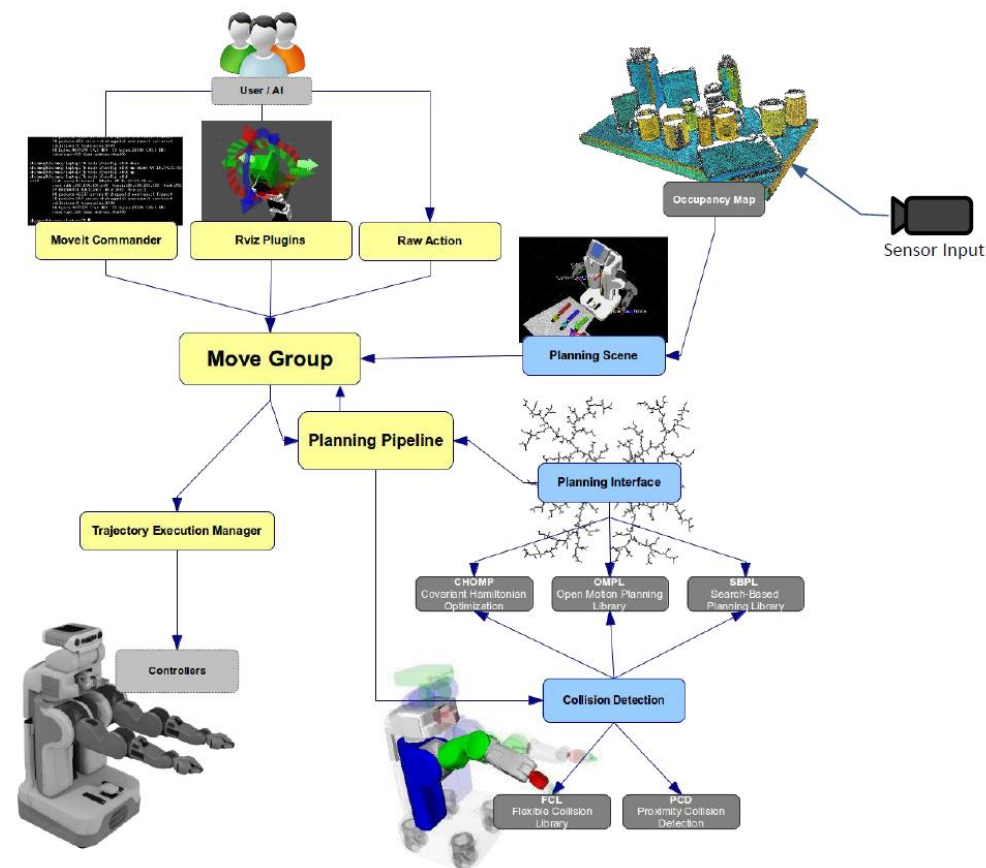 User / AI
Occupancy Map
Sensor Input
MoveIt Commander
Rviz Plugins
Raw Action
Planning Scene
Move Group
Planning Pipeline
Planning Interface
Trajectory Execution Manager
CHOMP
Covariant Hamiltonian
Optimization
OMPL
Open Motion Planning
Library
SBPL
Search-Based
Planning Library
Controllers
Collision Detection
FCL
Flexible Collision
Library
PCD
Proximity Collision
Detection